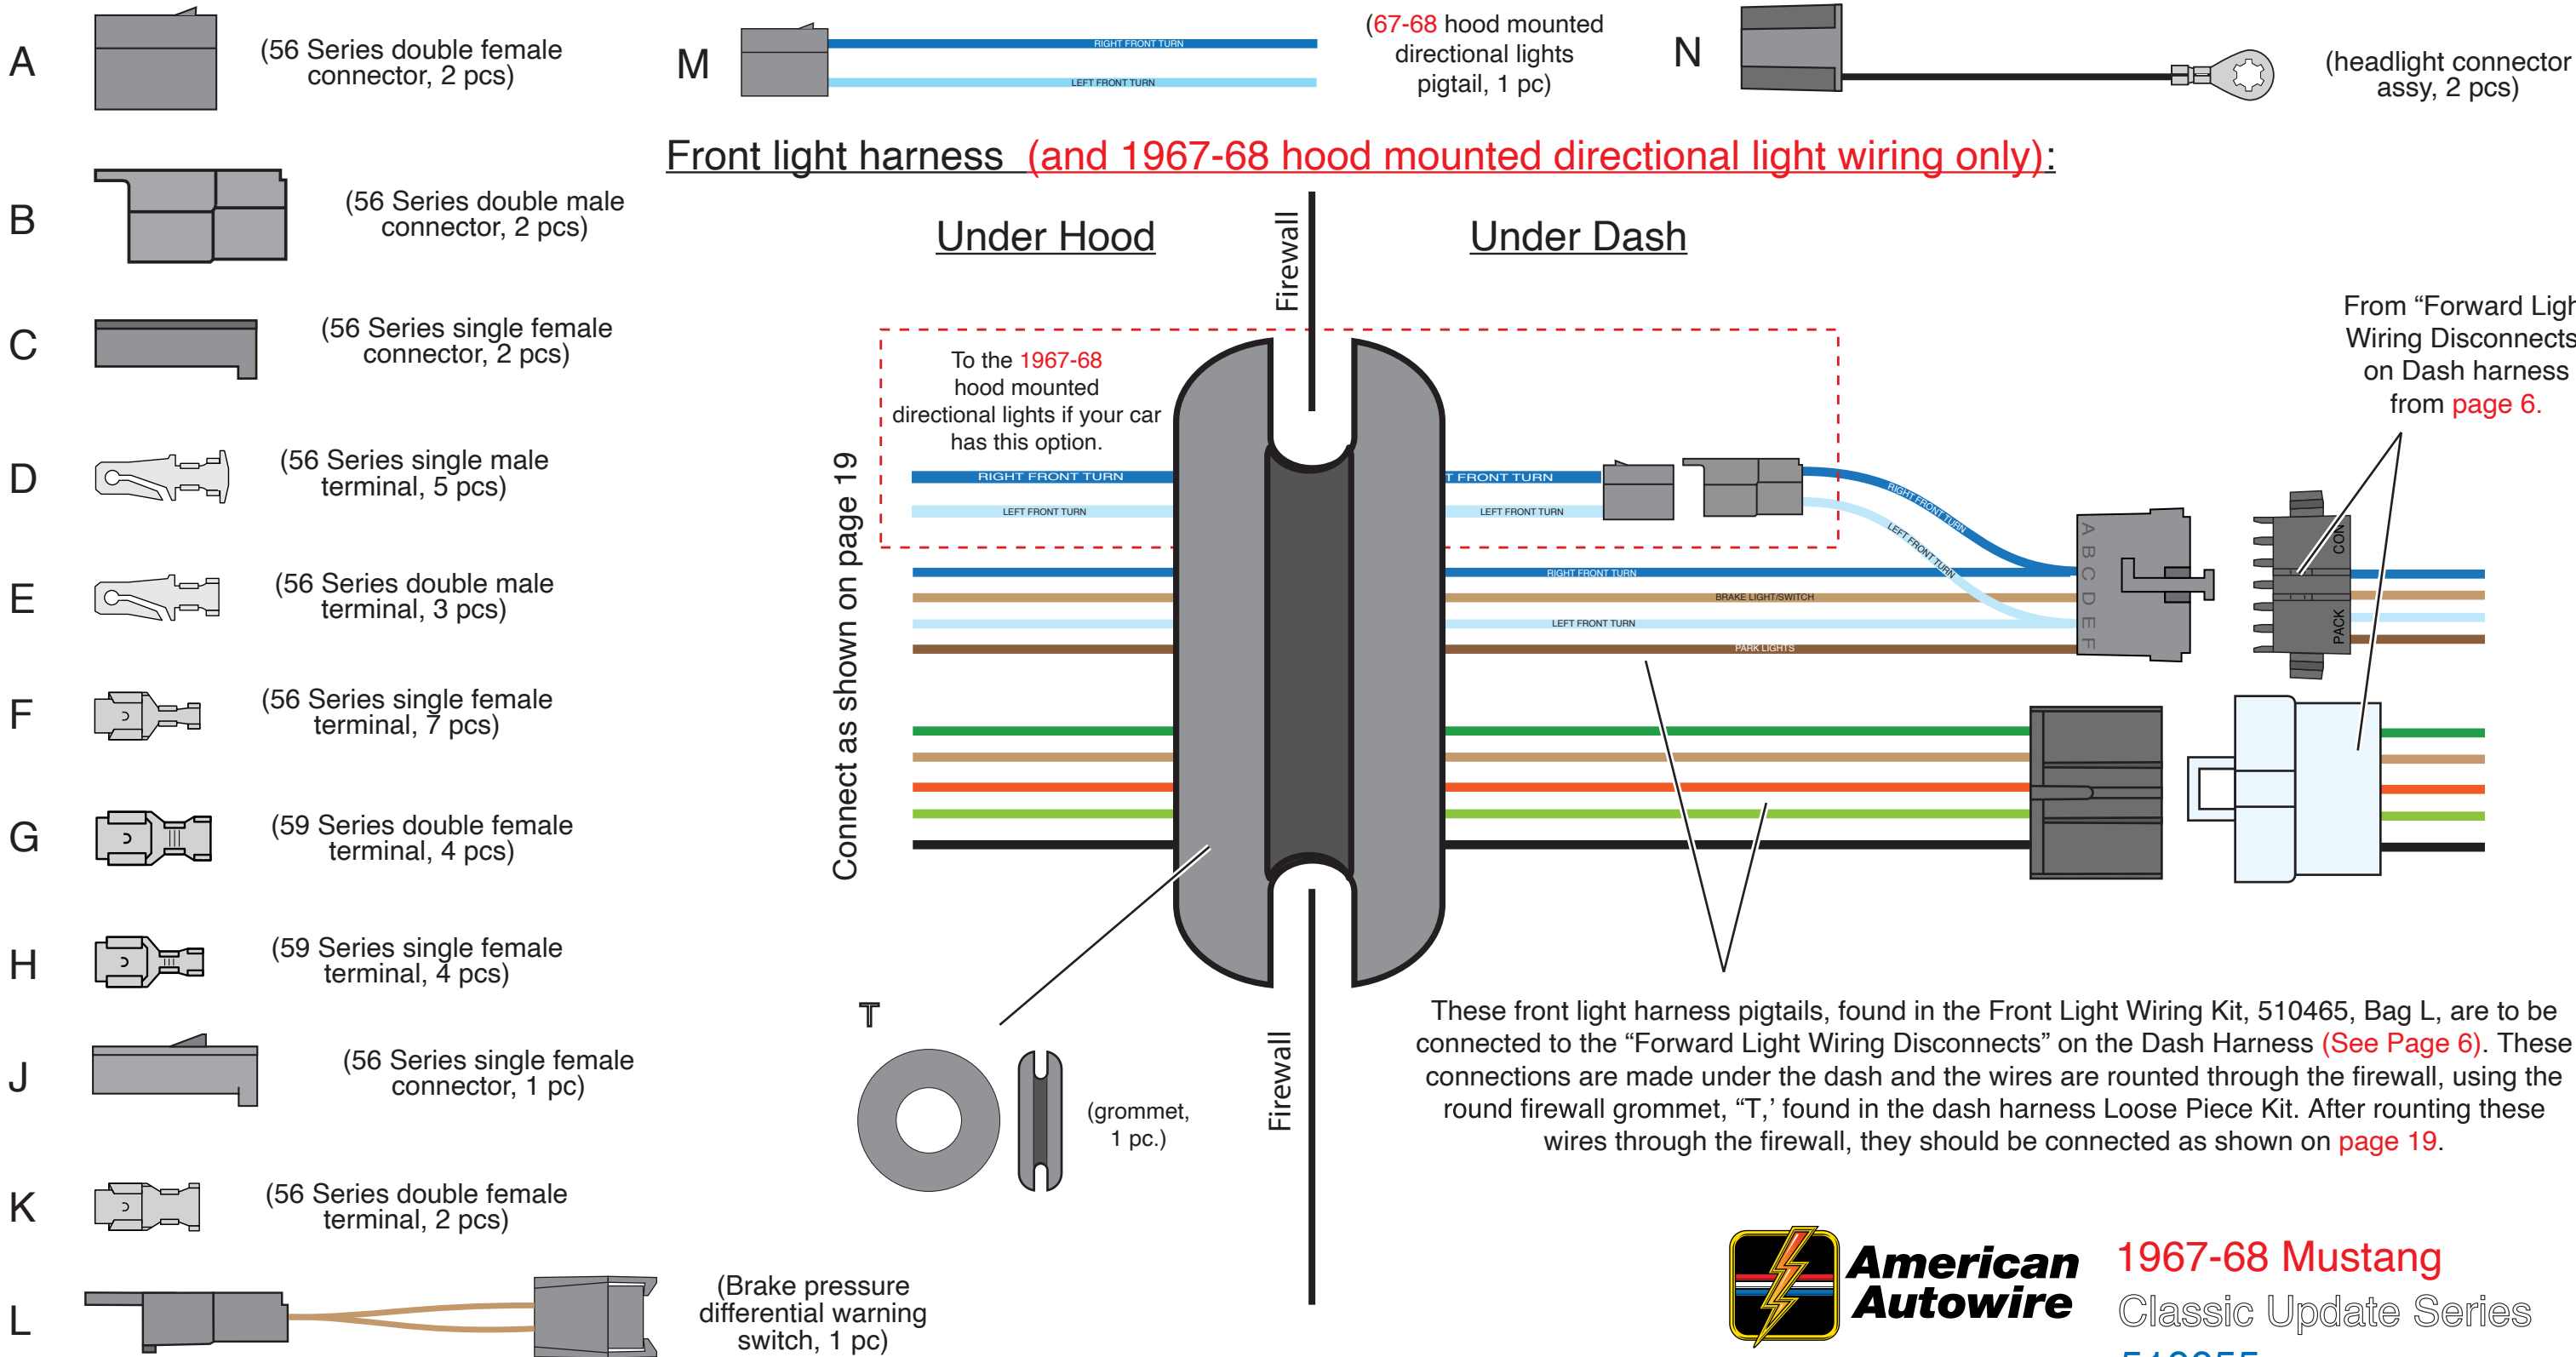 A
(56 Series double female
connector, 2 pcs)
M
RIGHT FRONT TURN
LEFT FRONT TURN
(67-68 hood mounted
directional lights
pigtail, 1 pc)
N
(headlight connector
assy, 2 pcs)
Front light harness (and 1967-68 hood mounted directional light wiring only):
B
(56 Series double male
connector, 2 pcs)
Under Hood
Firewall
Under Dash
C
(56 Series single female
connector, 2 pcs)
From “Forward Ligh
Wiring Disconnects
on Dash harness
from page 6.
To the 1967-68
hood mounted
directional lights if your car
has this option.
D
(56 Series single male
terminal, 5 pcs)
Connect as shown on page 19
RIGHT FRONT TURN
LEFT FRONT TURN
T FRONT TURN
LEFT FRONT TURN
RIGHT FRONT TURN
LEFT FRONT TURN
A B C D E F
CON
PACK
E
(56 Series double male
terminal, 3 pcs)
RIGHT FRONT TURN
BRAKE LIGHT/SWITCH
LEFT FRONT TURN
PARK LIGHTS
F
(56 Series single female
terminal, 7 pcs)
G
(59 Series double female
terminal, 4 pcs)
H
(59 Series single female
terminal, 4 pcs)
T
(grommet,
1 pc.)
Firewall
These front light harness pigtails, found in the Front Light Wiring Kit, 510465, Bag L, are to be
connected to the “Forward Light Wiring Disconnects” on the Dash Harness (See Page 6). These
connections are made under the dash and the wires are rounted through the firewall, using the
round firewall grommet, “T,’ found in the dash harness Loose Piece Kit. After rounting these
wires through the firewall, they should be connected as shown on page 19.
J
(56 Series single female
connector, 1 pc)
K
(56 Series double female
terminal, 2 pcs)
L
(Brake pressure
differential warning
switch, 1 pc)
American
Autowire
1967-68 Mustang
Classic Update Series